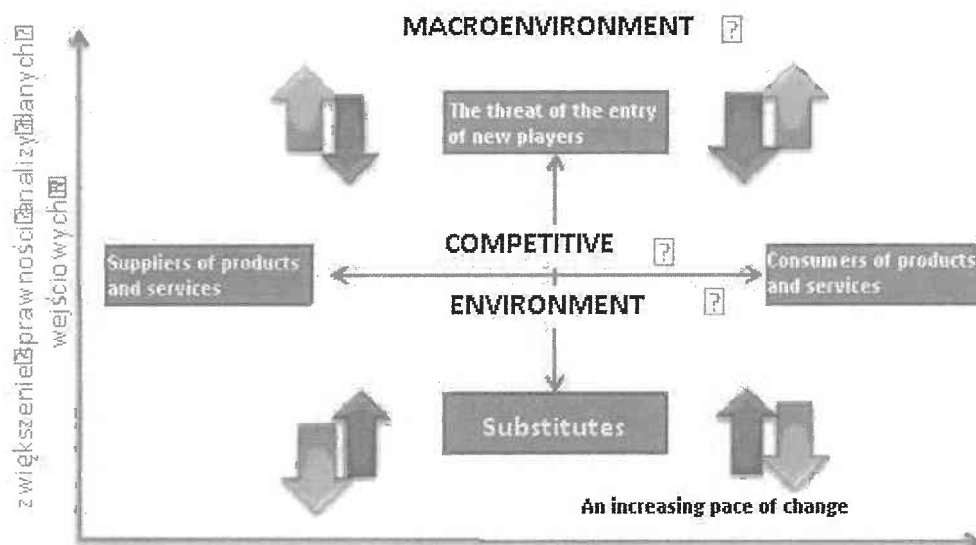 MACROENVIRONMENT
The threat of the entry
of new players
COMPETITIVE
Suppliers of products
and services
Consumers of products
and services
ENVIRONMENT
Substitutes
An increasing pace of change
zwiększenie sprawności analizy danych
wejściowych